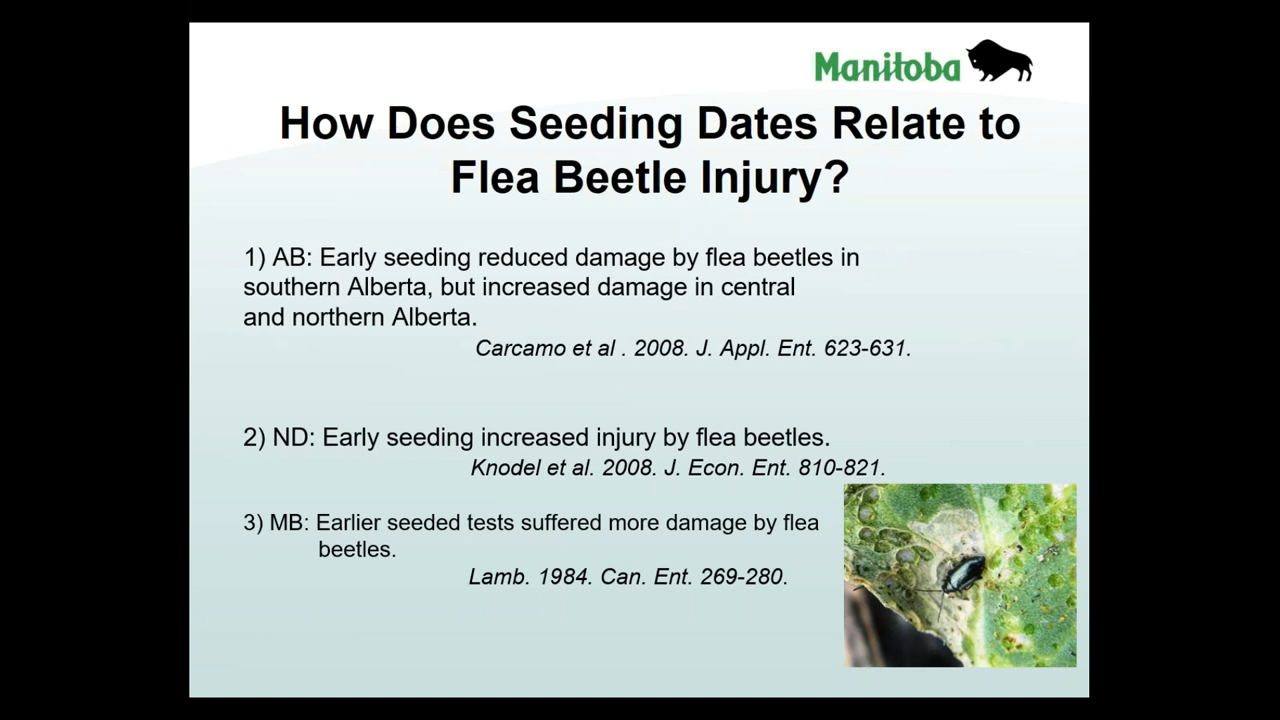 Manitoba
How Does Seeding Dates Relate to
Flea Beetle Injury?
1) AB: Early seeding reduced damage by flea beetles in
southern Alberta, but increased damage in central
and northern Alberta.
Carcamo et al . 2008. J. Appl. Ent. 623-631.
2) ND: Early seeding increased injury by flea beetles.
Knodel et al. 2008. J. Econ. Ent. 810-821.
3) MB: Earlier seeded tests suffered more damage by flea
beetles.
Lamb. 1984. Can. Ent. 269-280.